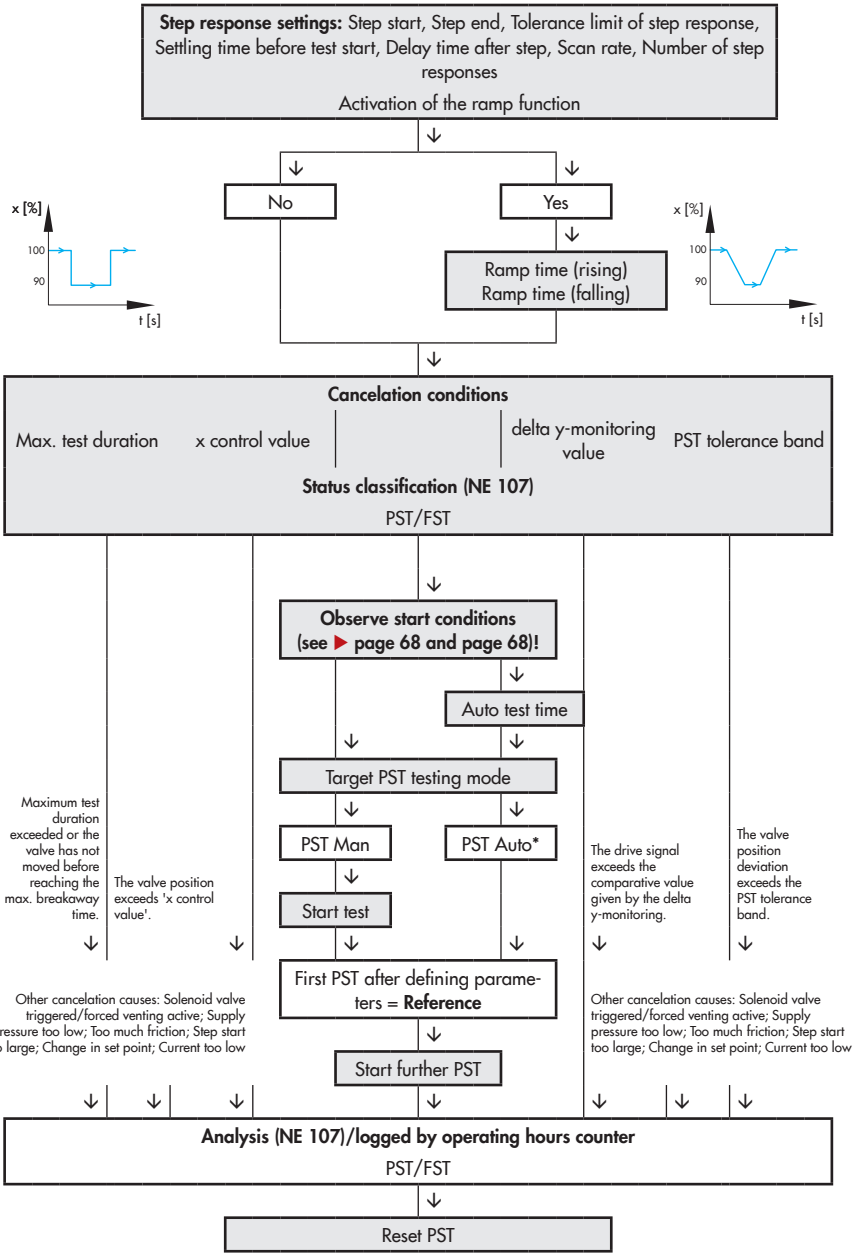 Step response settings: Step start, Step end, Tolerance limit of step response,
Settling time before test start, Delay time after step, Scan rate, Number of step
responses
Activation of the ramp function
No
Yes
x [%]
100
90
t [s]
Ramp time (rising)
Ramp time (falling)
x [%]
100
90
t [s]
Cancelation conditions
Max. test duration
x control value
delta y-monitoring
value
PST tolerance band
Status classification (NE 107)
PST/FST
Observe start conditions
(see ▶ page 68 and page 68)!
Auto test time
Target PST testing mode
PST Man
PST Auto*
Start test
Maximum test
duration
exceeded or the
valve has not
moved before
reaching the
max. breakaway
time.
The valve position
exceeds 'x control
value'.
The drive signal
exceeds the
comparative value
given by the delta
y-monitoring.
The valve
position
deviation
exceeds the
PST tolerance
band.
First PST after defining parame-
ters = Reference
Other cancelation causes: Solenoid valve
triggered/forced venting active; Supply
ressure too low; Too much friction; Step start
o large; Change in set point; Current too low
Other cancelation causes: Solenoid valve
triggered/forced venting active; Supply
pressure too low; Too much friction; Step start
too large; Change in set point; Current too low
Start further PST
Analysis (NE 107)/logged by operating hours counter
PST/FST
Reset PST